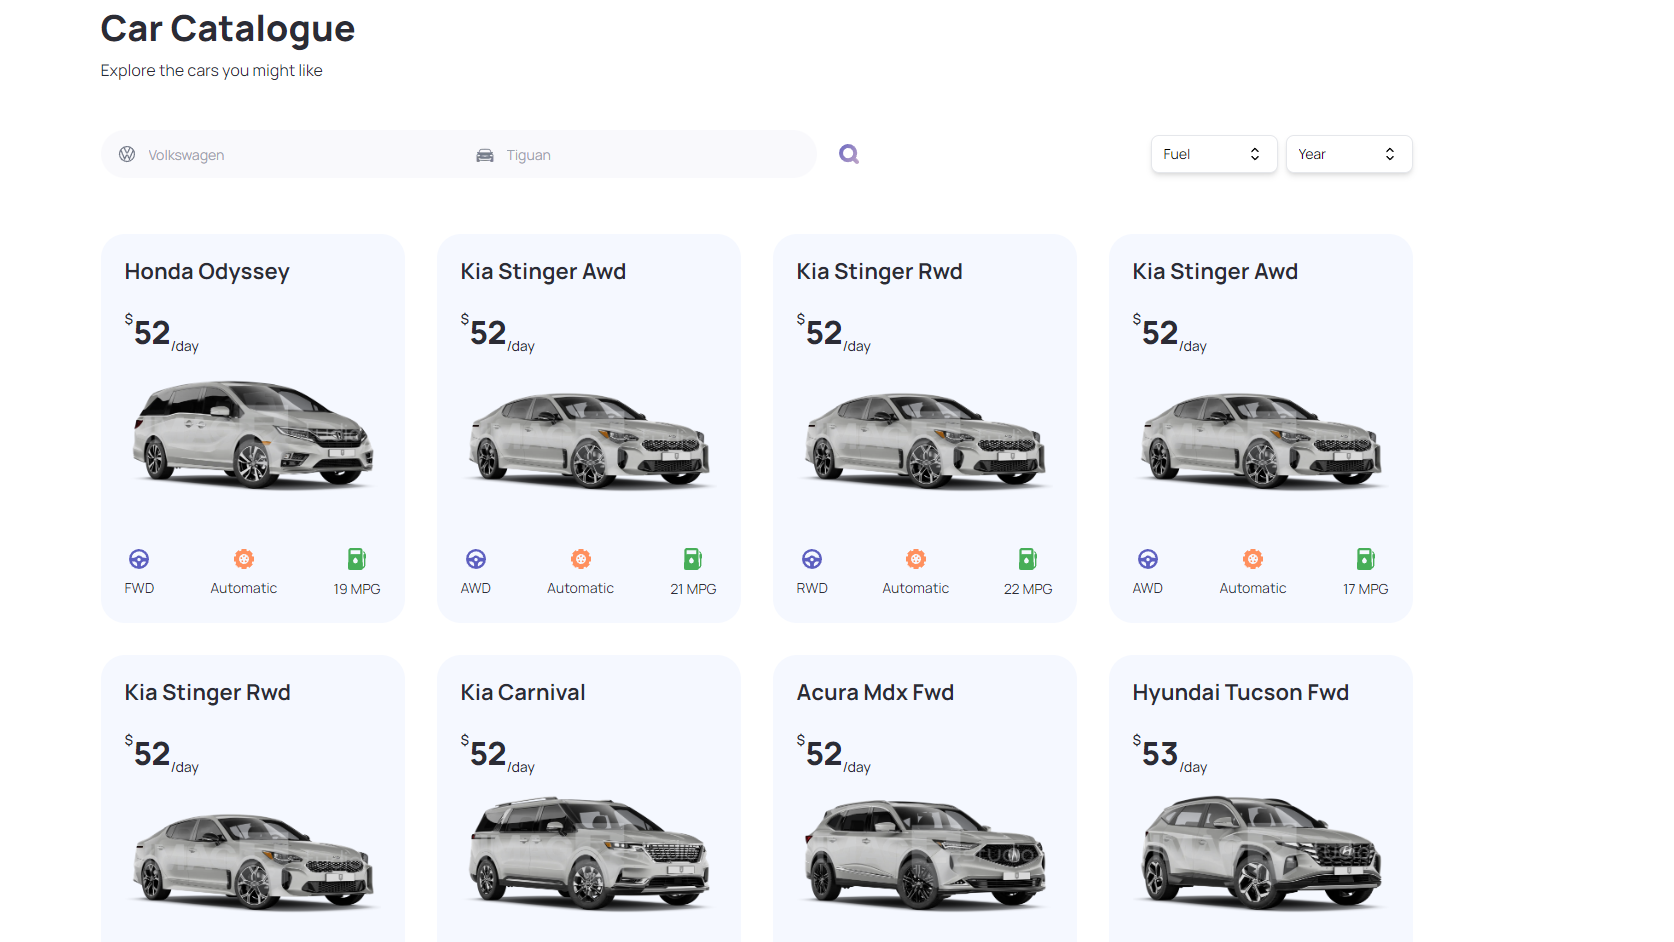 Car Catalogue
Explore the cars you might like
Volkswagen Tiguan Fuel Year
Honda Odyssey
$52/day
FWD Automatic 19 MPG
Kia Stinger Awd
$52/day
AWD Automatic 21 MPG
Kia Stinger Rwd
$52/day
RWD Automatic 22 MPG
Kia Stinger Awd
$52/day
AWD Automatic 17 MPG
Kia Stinger Rwd
$52/day
Kia Carnival
$52/day
Acura Mdx Fwd
$52/day
Hyundai Tucson Fwd
$53/day